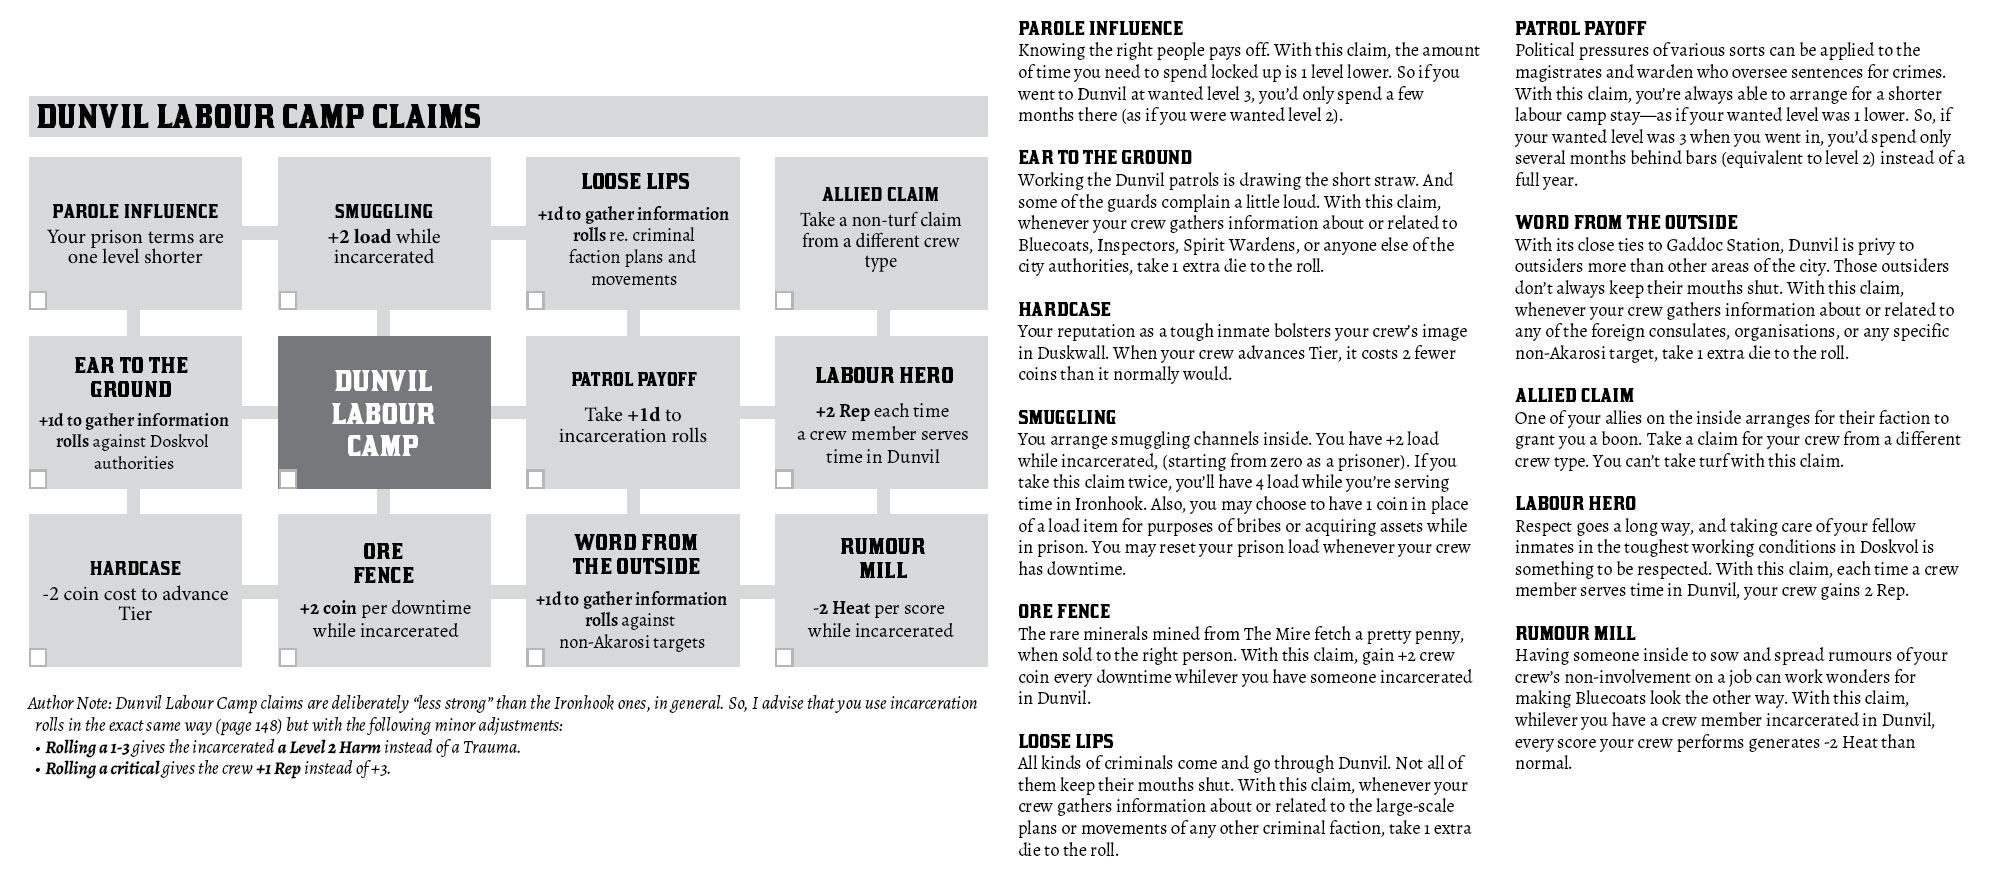 DUNVIL LABOUR CAMP CLAIMS
PAROLE INFLUENCE
Your prison terms are
one level shorter
SMUGGLING
+2 load while
incarcerated
LOOSE LIPS
+1d to gather information
rolls re. criminal
faction plans and
movements
ALLIED CLAIM
Take a non-turf claim
from a different crew
type
EAR TO THE
GROUND
+1d to gather information
rolls against Doskvol
authorities
DUNVIL
LABOUR
CAMP
PATROL PAYOFF
Take +1d to
incarceration rolls
LABOUR HERO
+2 Rep each time
a crew member serves
time in Dunvil
HARDCASE
-2 coin cost to advance
Tier
ORE
FENCE
+2 coin per downtime
while incarcerated
WORD FROM
THE OUTSIDE
+1d to gather information
rolls against
non-Akarosi targets
RUMOUR
MILL
-2 Heat per score
while incarcerated
Author Note: Dunvil Labour Camp claims are deliberately “less strong” than the Ironhook ones, in general. So, I advise that you use incarceration
rolls in the exact same way (page 148) but with the following minor adjustments:
• Rolling a 1-3 gives the incarcerated a Level 2 Harm instead of a Trauma.
• Rolling a critical gives the crew +1 Rep instead of +3.
PAROLE INFLUENCE
Knowing the right people pays off. With this claim, the amount
of time you need to spend locked up is 1 level lower. So if you
went to Dunvil at wanted level 3, you’d only spend a few
months there (as if you were wanted level 2).
EAR TO THE GROUND
Working the Dunvil patrols is drawing the short straw. And
some of the guards complain a little loud. With this claim,
whenever your crew gathers information about or related to
Bluecoats, Inspectors, Spirit Wardens, or anyone else of the
city authorities, take 1 extra die to the roll.
HARDCASE
Your reputation as a tough inmate bolsters your crew’s image
in Duskwall. When your crew advances Tier, it costs 2 fewer
coins than it normally would.
SMUGGLING
You arrange smuggling channels inside. You have +2 load
while incarcerated, (starting from zero as a prisoner). If you
take this claim twice, you’ll have 4 load while you’re serving
time in Ironhook. Also, you may choose to have 1 coin in place
of a load item for purposes of bribes or acquiring assets while
in prison. You may reset your prison load whenever your crew
has downtime.
ORE FENCE
The rare minerals mined from The Mire fetch a pretty penny,
when sold to the right person. With this claim, gain +2 crew
coin every downtime whilever you have someone incarcerated
in Dunvil.
LOOSE LIPS
All kinds of criminals come and go through Dunvil. Not all of
them keep their mouths shut. With this claim, whenever your
crew gathers information about or related to the large-scale
plans or movements of any other criminal faction, take 1 extra
die to the roll.
PATROL PAYOFF
Political pressures of various sorts can be applied to the
magistrates and warden who oversee sentences for crimes.
With this claim, you’re always able to arrange for a shorter
labour camp stay—as if your wanted level was 1 lower. So, if
your wanted level was 3 when you went in, you’d spend only
several months behind bars (equivalent to level 2) instead of a
full year.
WORD FROM THE OUTSIDE
With its close ties to Gaddoc Station, Dunvil is privy to
outsiders more than other areas of the city. Those outsiders
don’t always keep their mouths shut. With this claim,
whenever your crew gathers information about or related to
any of the foreign consulates, organisations, or any specific
non-Akarosi target, take 1 extra die to the roll.
ALLIED CLAIM
One of your allies on the inside arranges for their faction to
grant you a boon. Take a claim for your crew from a different
crew type. You can’t take turf with this claim.
LABOUR HERO
Respect goes a long way, and taking care of your fellow
inmates in the toughest working conditions in Doskvol is
something to be respected. With this claim, each time a crew
member serves time in Dunvil, your crew gains 2 Rep.
RUMOUR MILL
Having someone inside to sow and spread rumours of your
crew’s non-involvement on a job can work wonders for
making Bluecoats look the other way. With this claim,
whilever you have a crew member incarcerated in Dunvil,
every score your crew performs generates -2 Heat than
normal.